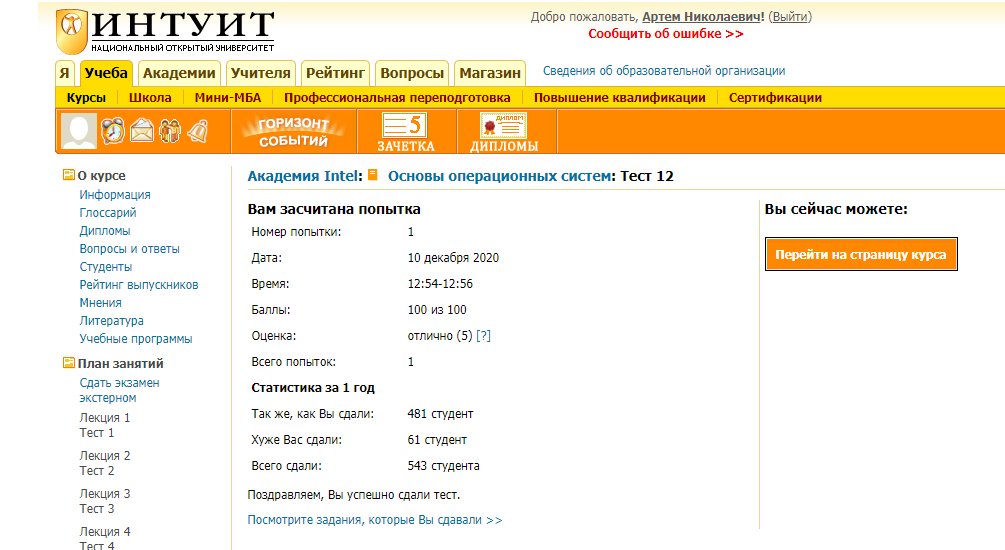 ИНТУИТ
НАЦИОНАЛЬНЫЙ ОТКРЫТЫЙ УНИВЕРСИТЕТ
Добро пожаловать, Артем Николаевич! (Выйти)
Сообщить об ошибке >>
Я Учеба Академии Учителя Рейтинг Вопросы Магазин Сведения об образовательной организации
Курсы Школа Мини-МБА Профессиональная переподготовка Повышение квалификации Сертификации
ГОРИЗОНТ СОБЫТИЙ
5 ЗАЧЕТКА
ДИПЛОМ ДИПЛОМЫ
О курсе
Информация
Глоссарий
Дипломы
Вопросы и ответы
Студенты
Рейтинг выпускников
Мнения
Литература
Учебные программы
План занятий
Сдать экзамен
экстерном
Лекция 1
Тест 1
Лекция 2
Тест 2
Лекция 3
Тест 3
Лекция 4
Тест 4
Академия Intel: Основы операционных систем: Тест 12
Вам засчитана попытка
Номер попытки: 1
Дата: 10 декабря 2020
Время: 12:54-12:56
Баллы: 100 из 100
Оценка: отлично (5) [?]
Всего попыток: 1
Статистика за 1 год
Так же, как Вы сдали: 481 студент
Хуже Вас сдали: 61 студент
Всего сдали: 543 студента
Поздравляем, Вы успешно сдали тест.
Посмотрите задания, которые Вы сдавали >>
Вы сейчас можете:
Перейти на страницу курса